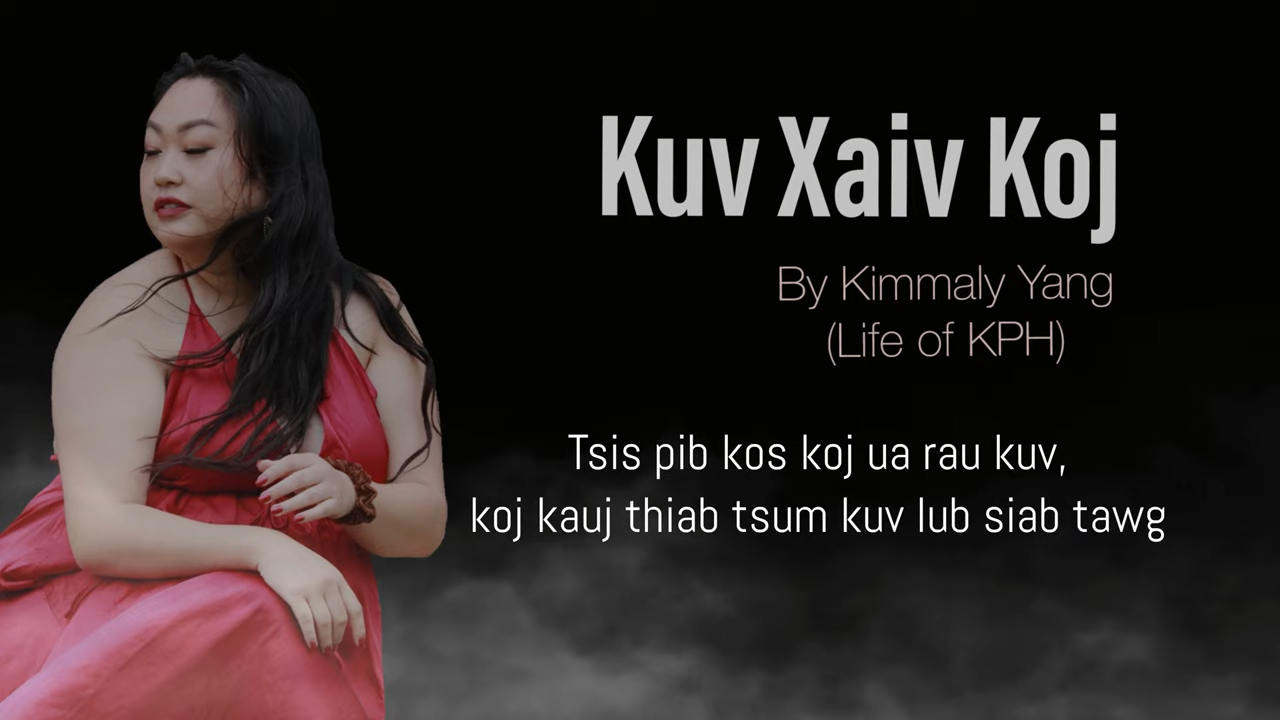 Kuv Xaiv Koj
By Kimmaly Yang
(Life of KPH)
Tsis pib kos koj ua rau kuv,
koj kauj thiab tsum kuv lub siab tawg